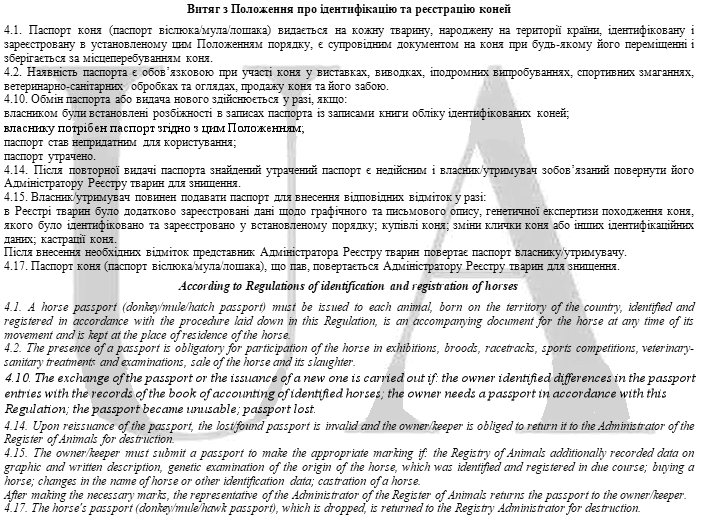 Витяг з Положення про ідентифікацію та реєстрацію коней
4.1. Паспорт коня (паспорт віслюка/мула/лошака) видається на кожну тварину, народжену на території країни, ідентифіковану і
зареєстровану в установленому цим Положенням порядку, є супровідним документом на коня при будь-якому його переміщенні і
зберігається за місцеперебуванням коня.
4.2. Наявність паспорта є обов’язковою при участі коня у виставках, виводках, іподромних випробуваннях, спортивних змаганнях,
ветеринарно-санітарних обробках та оглядах, продажу коня та його забою.
4.10. Обмін паспорта або видача нового здійснюється у разі, якщо:
власником були встановлені розбіжності в записах паспорта із записами книги обліку ідентифікованих коней;
власнику потрібен паспорт згідно з цим Положенням;
паспорт став непридатним для користування;
паспорт утрачено.
4.14. Після повторної видачі паспорта знайдений утрачений паспорт є недійсним і власник/утримувач зобов’язаний повернути його
Адміністратору Реєстру тварин для знищення.
4.15. Власник/утримувач повинен подавати паспорт для внесення відповідних відміток у разі:
в Реєстрі тварин було додатково зареєстровані дані щодо графічного та письмового опису, генетичної експертизи походження коня,
якого було ідентифіковано та зареєстровано у встановленому порядку; купівлі коня; зміни клички коня або інших ідентифікаційних
даних; кастрації коня.
Після внесення необхідних відміток представник Адміністратора Реєстру тварин повертає паспорт власнику/утримувачу.
4.17. Паспорт коня (паспорт віслюка/мула/лошака), що пав, повертається Адміністратору Реєстру тварин для знищення.
According to Regulations of identification and registration of horses
4.1. A horse passport (donkey/mule/hatch passport) must be issued to each animal, born on the territory of the country, identified and
registered in accordance with the procedure laid down in this Regulation, is an accompanying document for the horse at any time of its
movement and is kept at the place of residence of the horse.
4.2. The presence of a passport is obligatory for participation of the horse in exhibitions, broods, racetracks, sports competitions, veterinary-
sanitary treatments and examinations, sale of the horse and its slaughter.
4.10. The exchange of the passport or the issuance of a new one is carried out if: the owner identified differences in the passport
entries with the records of the book of accounting of identified horses; the owner needs a passport in accordance with this
Regulation; the passport became unusable; passport lost.
4.14. Upon reissuance of the passport, the lost/found passport is invalid and the owner/keeper is obliged to return it to the Administrator of the
Register of Animals for destruction.
4.15. The owner/keeper must submit a passport to make the appropriate marking if: the Registry of Animals additionally recorded data on
graphic and written description, genetic examination of the origin of the horse, which was identified and registered in due course; buying a
horse; changes in the name of horse or other identification data; castration of a horse.
After making the necessary marks, the representative of the Administrator of the Register of Animals returns the passport to the owner/keeper.
4.17. The horse's passport (donkey/mule/hawk passport), which is dropped, is returned to the Registry Administrator for destruction.
UA